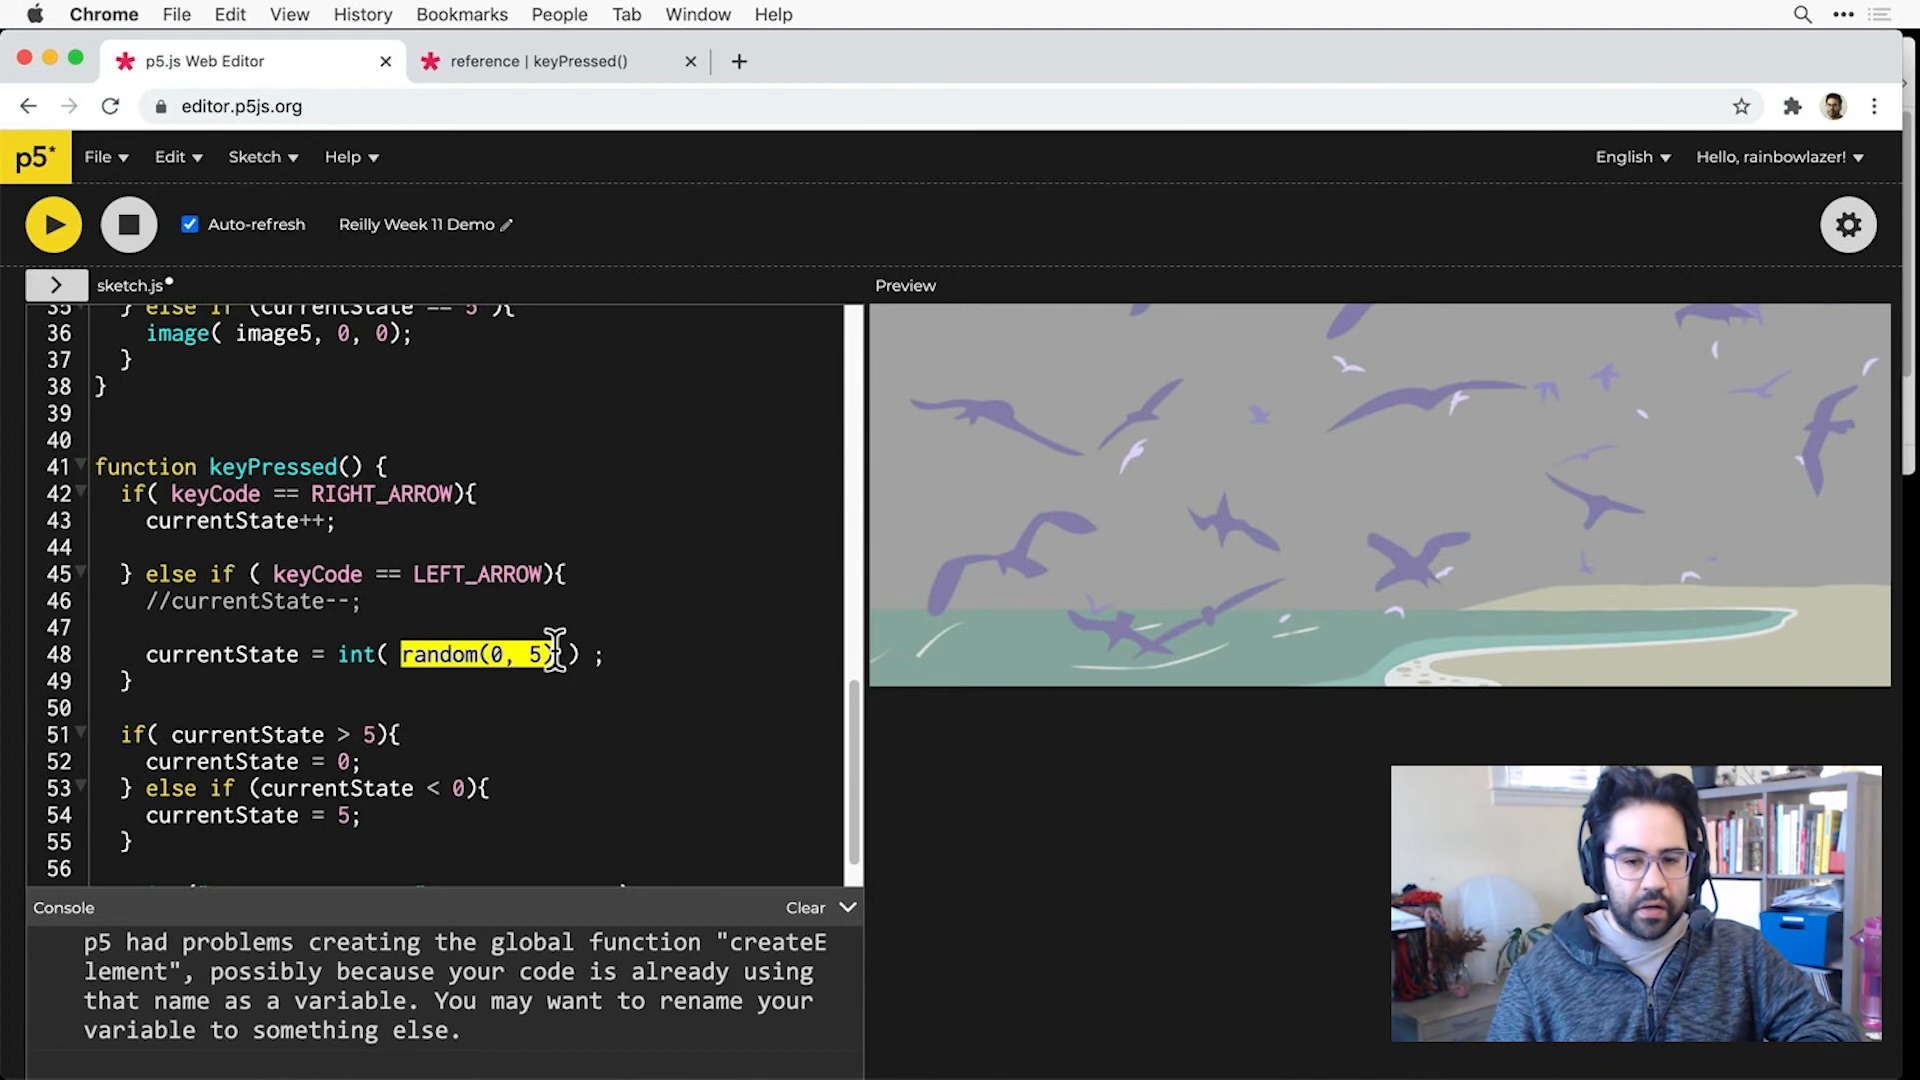 Chrome File Edit View History Bookmarks People Tab Window Help
p5.js Web Editor
reference | keyPressed()
editor.p5js.org
p5* File Edit Sketch Help English Hello, rainbowlazer!
Auto-refresh Reilly Week 11 Demo
sketch.js
Preview
35 } else if (currentState == 5 ){
36 image( image5, 0, 0);
37 }
38 }
39
40
41 function keyPressed() {
42 if( keyCode == RIGHT_ARROW){
43 currentState++;
44
45 } else if ( keyCode == LEFT_ARROW){
46 //currentState--;
47
48 currentState = int( random(0, 5) ) ;
49 }
50
51 if( currentState > 5){
52 currentState = 0;
53 } else if (currentState < 0){
54 currentState = 5;
55 }
56
Console Clear
p5 had problems creating the global function "createE
lement", possibly because your code is already using
that name as a variable. You may want to rename your
variable to something else.